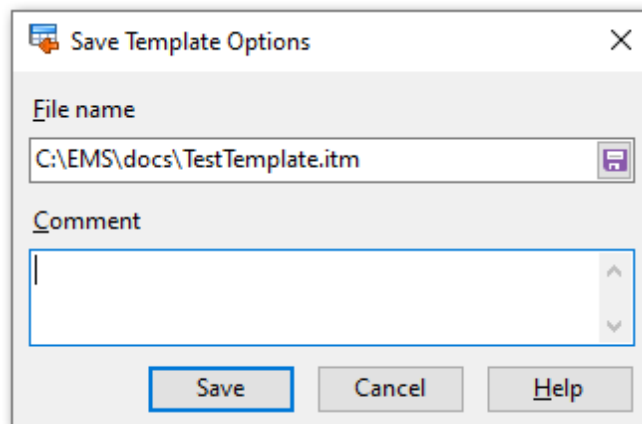 Save Template Options
File name
C:\EMS\docs\TestTemplate.itm
Comment
Save Cancel Help